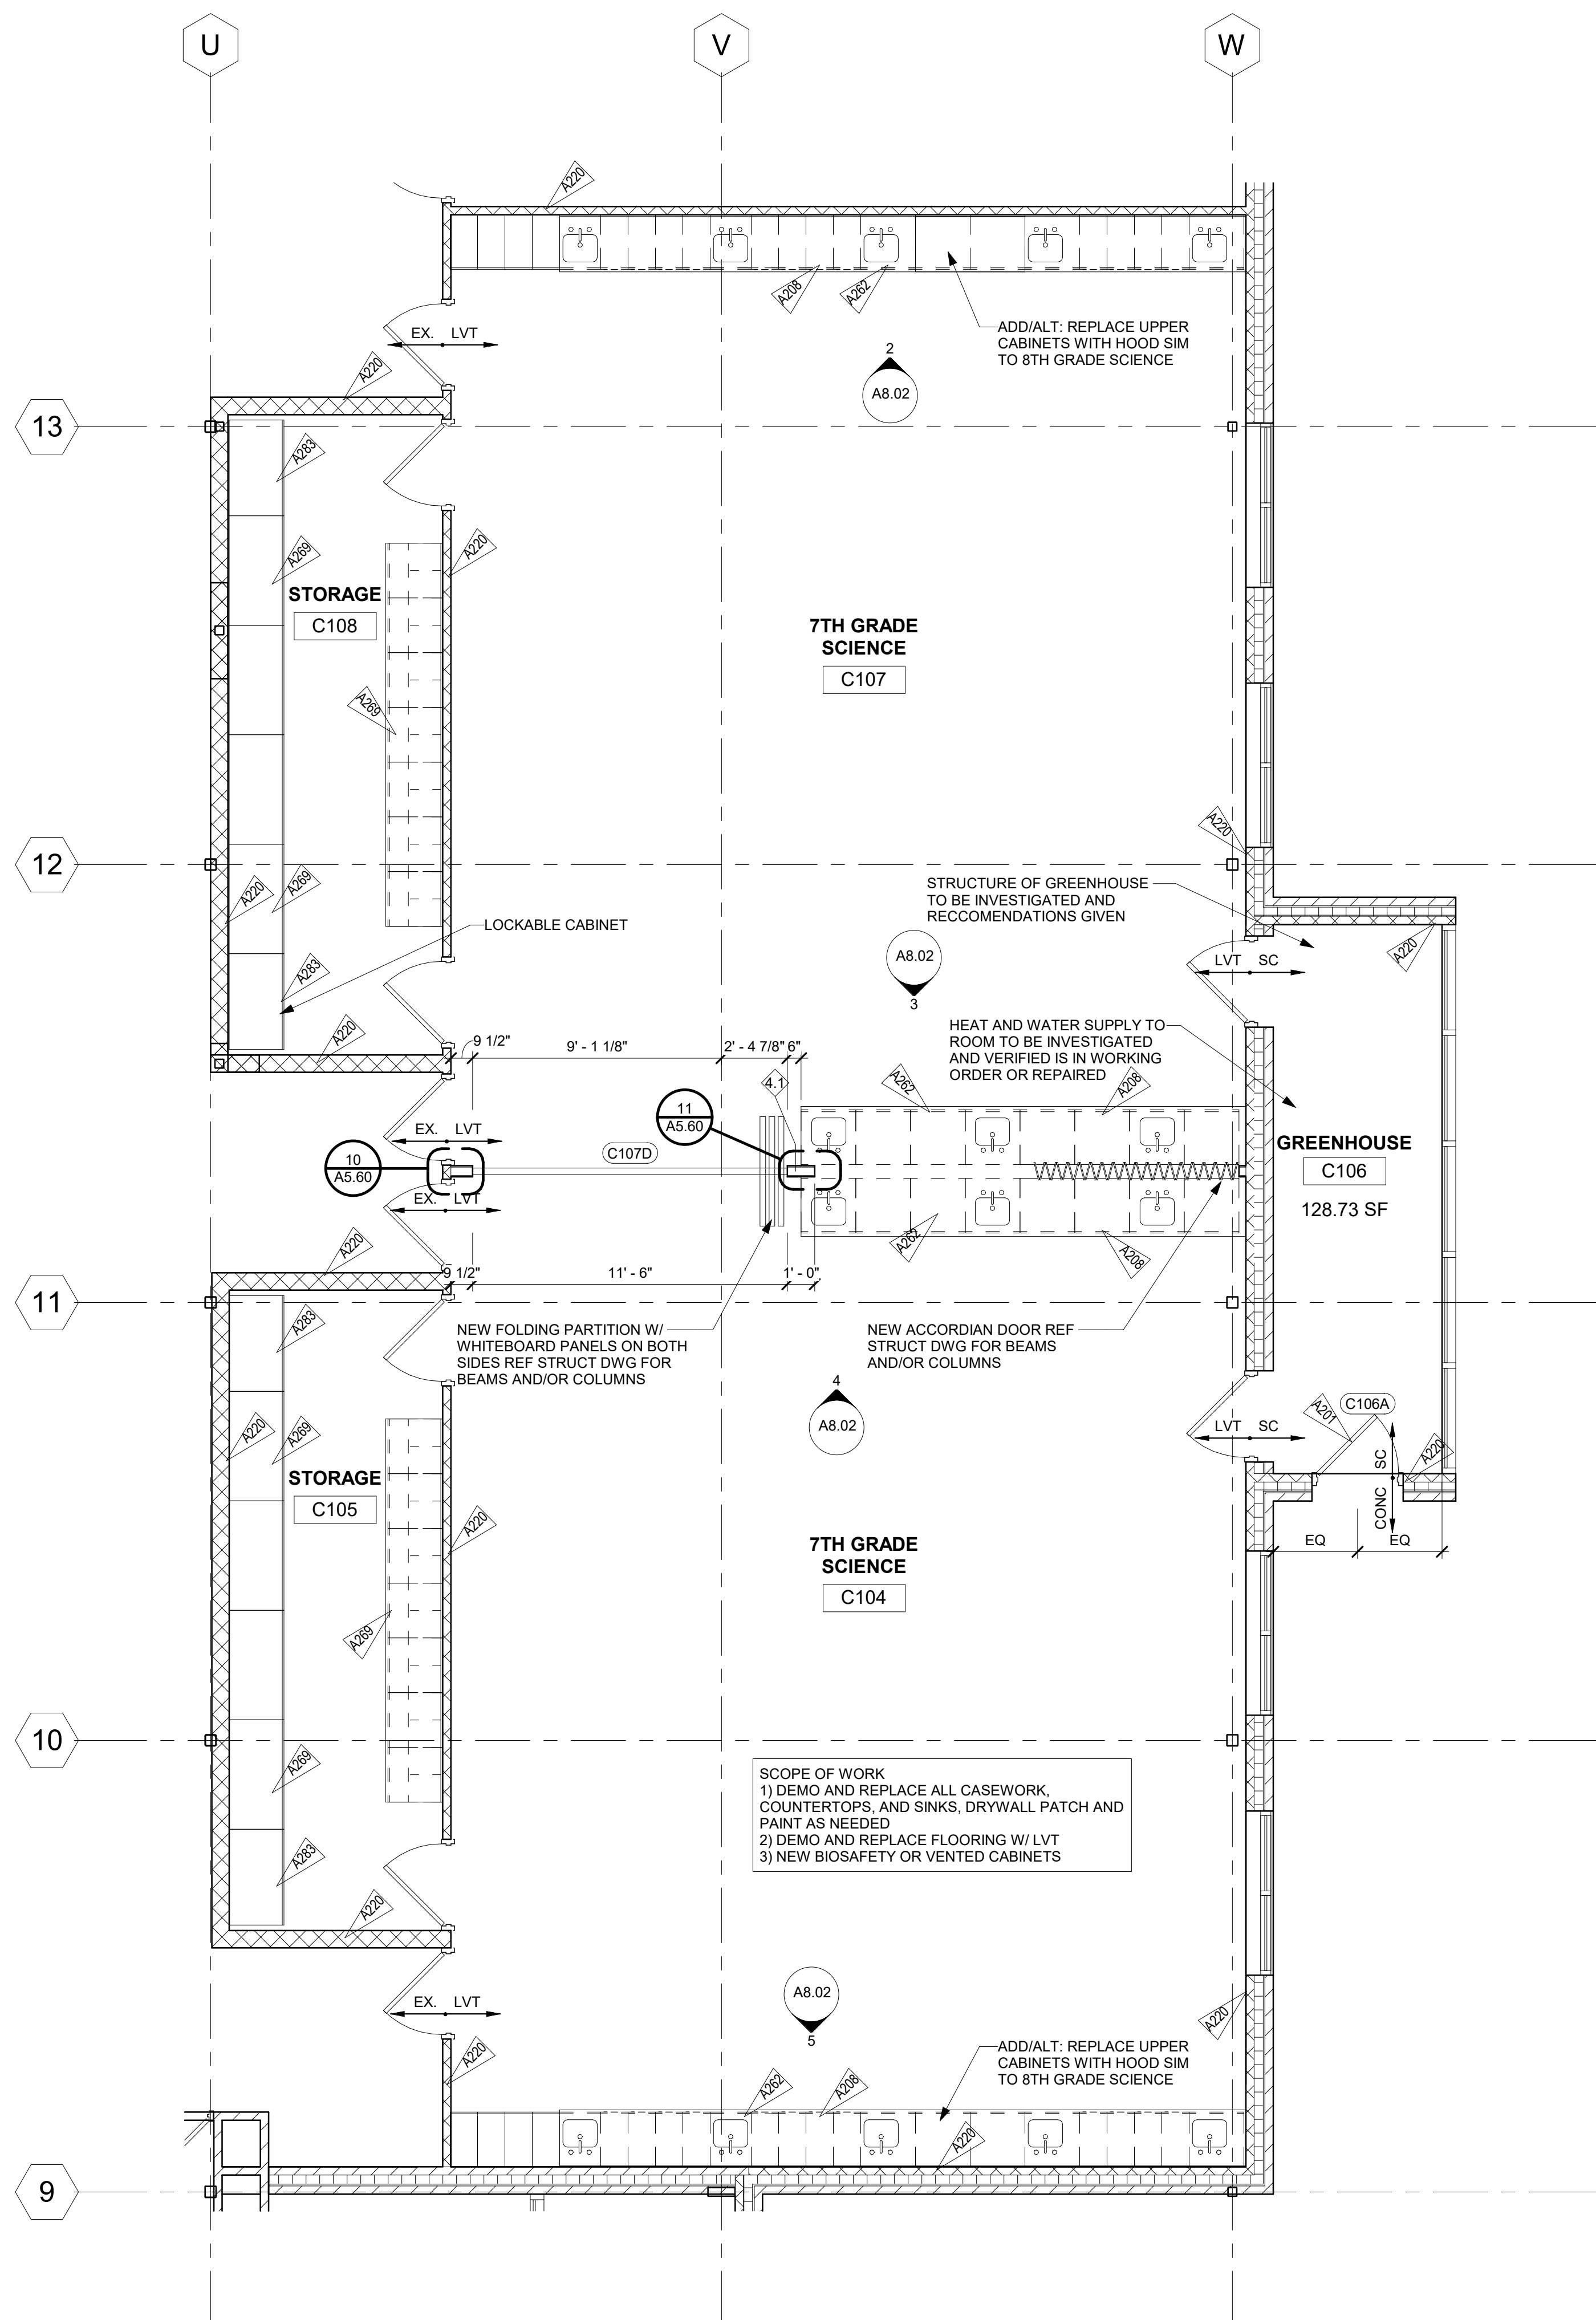 U
V
W
A220
A208
A262
ADD/ALT: REPLACE UPPER
CABINETS WITH HOOD SIM
TO 8TH GRADE SCIENCE
EX. LVT
2
A8.02
A220
13
A283
A269
A220
STORAGE
C108
7TH GRADE
SCIENCE
C107
A269
A220
12
STRUCTURE OF GREENHOUSE
TO BE INVESTIGATED AND
RECCOMENDATIONS GIVEN
A220
A269
LOCKABLE CABINET
A220
A8.02
3
LVT SC
A283
A220
HEAT AND WATER SUPPLY TO
ROOM TO BE INVESTIGATED
AND VERIFIED IS IN WORKING
ORDER OR REPAIRED
9 1/2"
9' - 1 1/8"
2' - 4 7/8"
6"
4.1
A262
A208
11
A5.60
EX. LVT
C107D
10
A5.60
EX. LVT
GREENHOUSE
C106
128.73 SF
A262
A208
A220
9 1/2"
11' - 6"
1' - 0"
11
A283
NEW FOLDING PARTITION W/
WHITEBOARD PANELS ON BOTH
SIDES REF STRUCT DWG FOR
BEAMS AND/OR COLUMNS
NEW ACCORDIAN DOOR REF
STRUCT DWG FOR BEAMS
AND/OR COLUMNS
4
A8.02
A201
C106A
LVT SC
A220
A269
A220
SC
CONC
STORAGE
C105
A220
EQ
EQ
7TH GRADE
SCIENCE
C104
A269
10
A269
SCOPE OF WORK
1) DEMO AND REPLACE ALL CASEWORK,
COUNTERTOPS, AND SINKS, DRYWALL PATCH AND
PAINT AS NEEDED
2) DEMO AND REPLACE FLOORING W/ LVT
3) NEW BIOSAFETY OR VENTED CABINETS
A283
A220
A8.02
5
EX. LVT
A220
A220
ADD/ALT: REPLACE UPPER
CABINETS WITH HOOD SIM
TO 8TH GRADE SCIENCE
A262
A208
A220
9